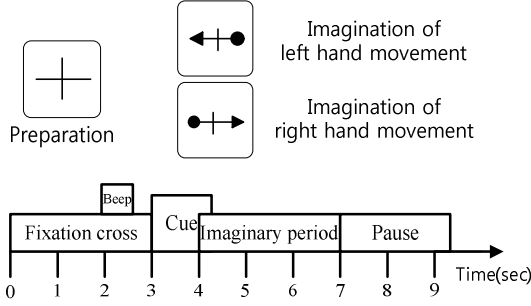 Imagination of
left hand movement
Preparation
Imagination of
right hand movement
Beep
Fixation cross
Cue
Imaginary period
Pause
0 1 2 3 4 5 6 7 8 9
Time(sec)